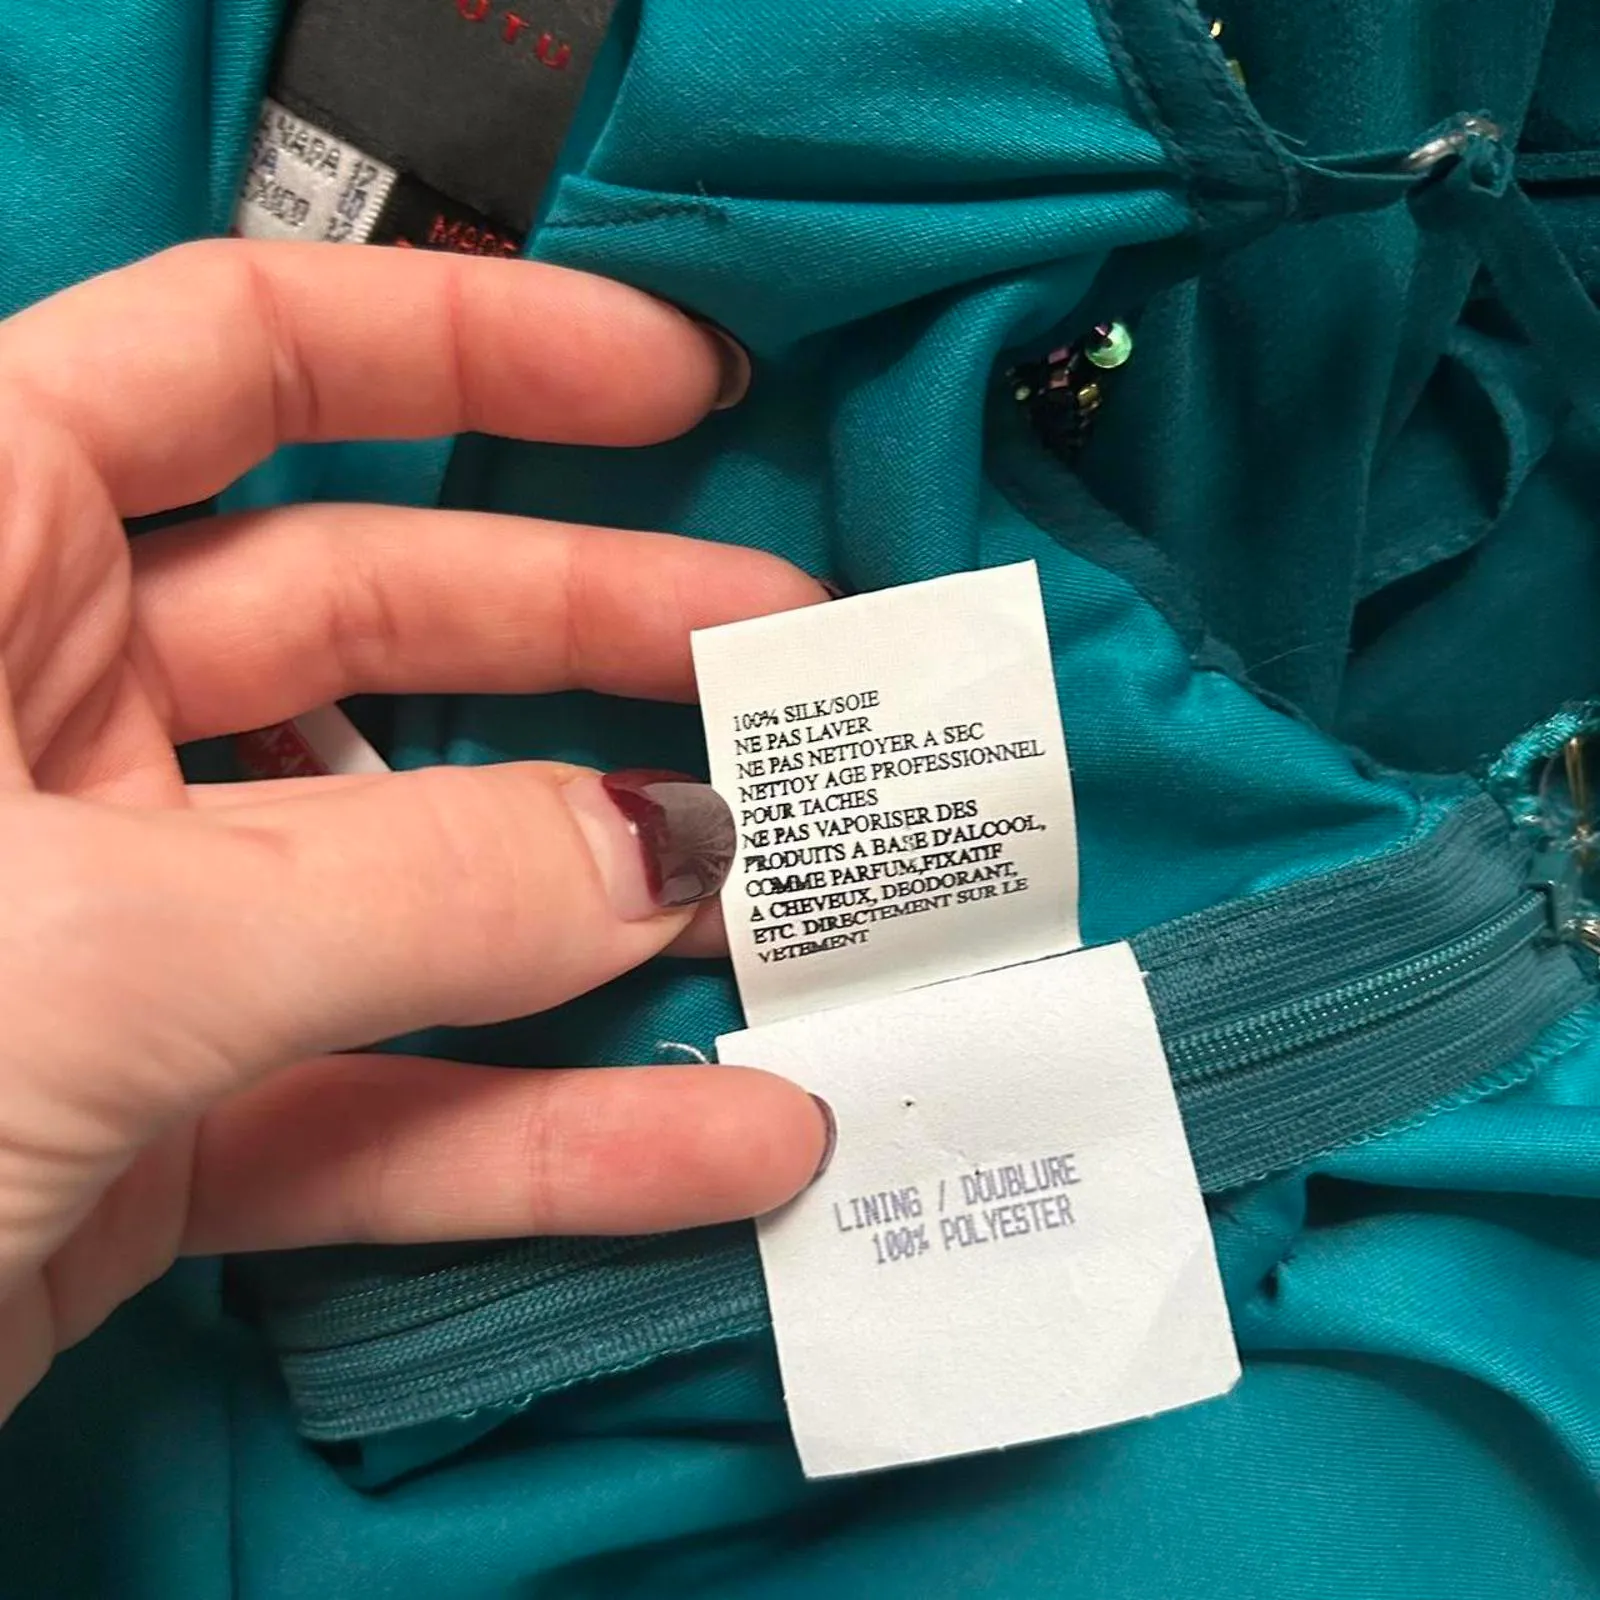 100% SILK/SOIE
NE PAS LAVER
NE PAS NETTOYER A SEC
NETTOY AGE PROFESSIONNEL
POUR TACHES
NE PAS VAPORISER DES
PRODUITS A BASE D'ALCOOL,
COMME PARFUM,FIXATIF
A CHEVEUX, DEODORANT,
ETC. DIRECTEMENT SUR LE
VETEMENT
LINING / DOUBLURE
100% POLYESTER